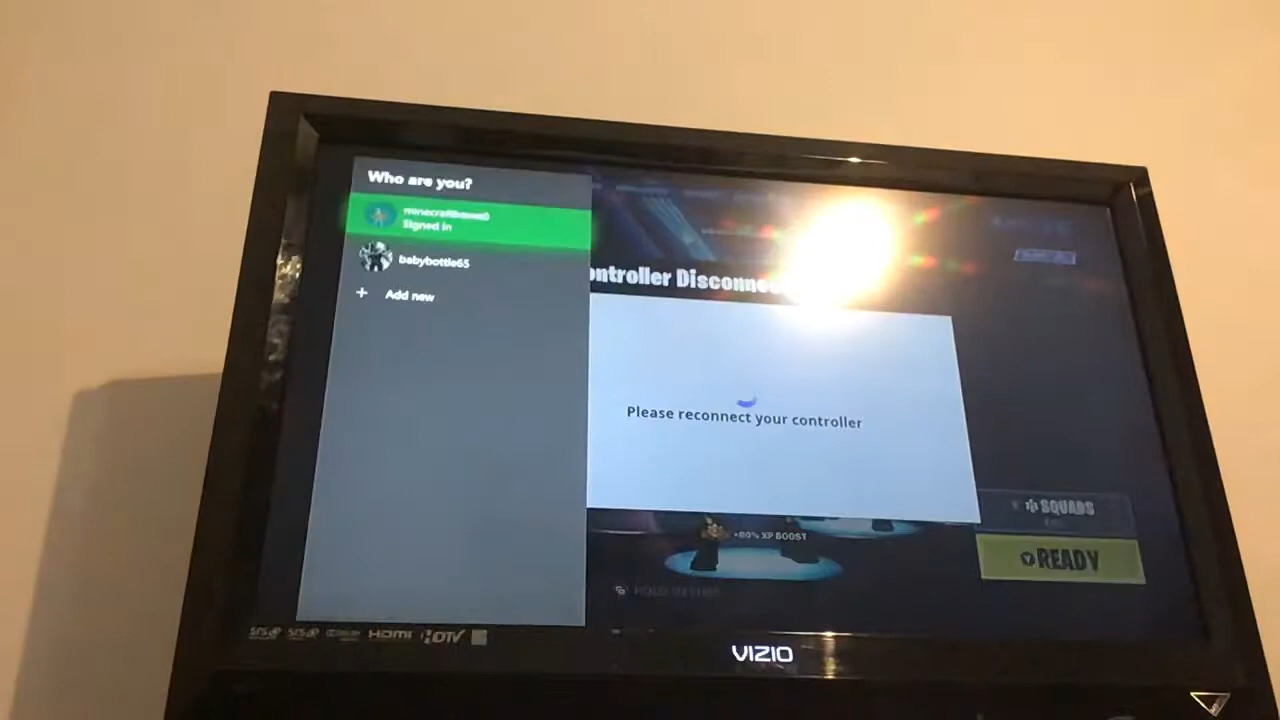 Who are you?
Signed in
babybottle65
+ Add new
ontroller Disconne
Please reconnect your controller
+80% XP BOOST
SQUADS
READY
HDMI HDTV
VIZIO